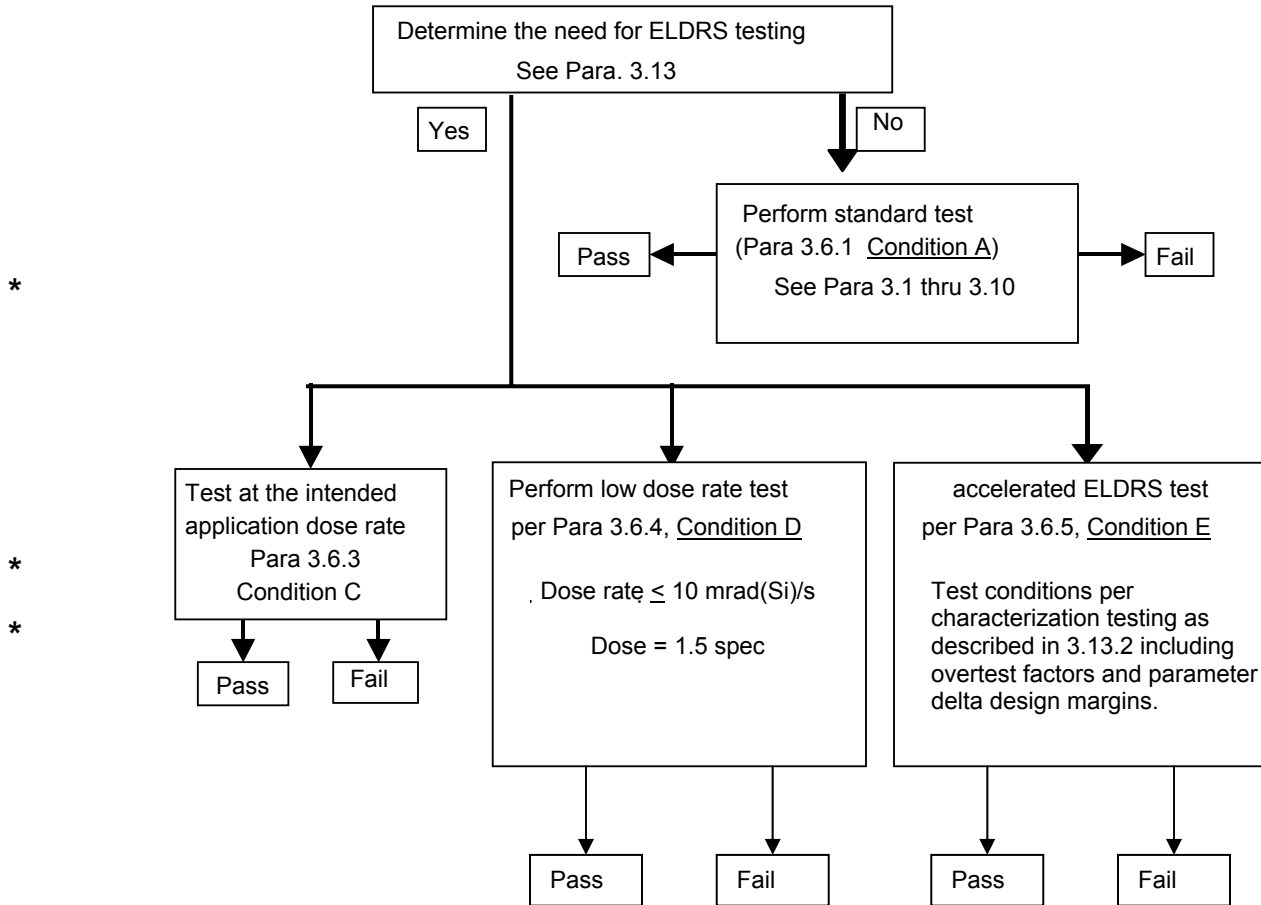 Determine the need for ELDRS testing
See Para. 3.13
Yes
No
Perform standard test
(Para 3.6.1 Condition A)
See Para 3.1 thru 3.10
Pass
Fail
*
Test at the intended
application dose rate
Para 3.6.3
Condition C
*
*
Pass
Fail
Perform low dose rate test
per Para 3.6.4, Condition D
Dose rate ≤ 10 mrad(Si)/s
Dose = 1.5 spec
Pass
Fail
accelerated ELDRS test
per Para 3.6.5, Condition E
Test conditions per
characterization testing as
described in 3.13.2 including
overtest factors and parameter
delta design margins.
Pass
Fail